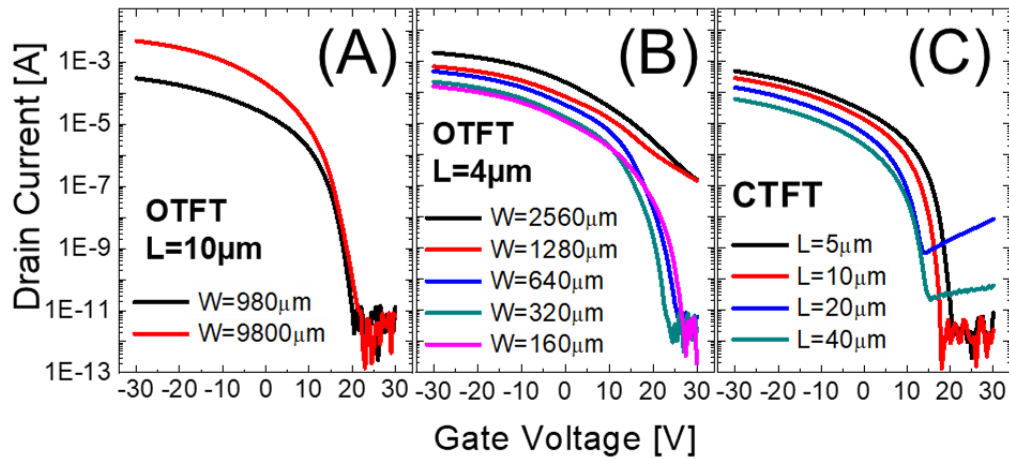 Drain Current [A]
1E-3
1E-5
1E-7
1E-9
1E-11
1E-13
(A)
OTFT
L=10μm
W=980μm
W=9800μm
-30 -20 -10 0 10 20 30
(B)
OTFT
L=4μm
W=2560μm
W=1280μm
W=640μm
W=320μm
W=160μm
-30 -20 -10 0 10 20 30
(C)
CTFT
L=5μm
L=10μm
L=20μm
L=40μm
-30 -20 -10 0 10 20 30
Gate Voltage [V]